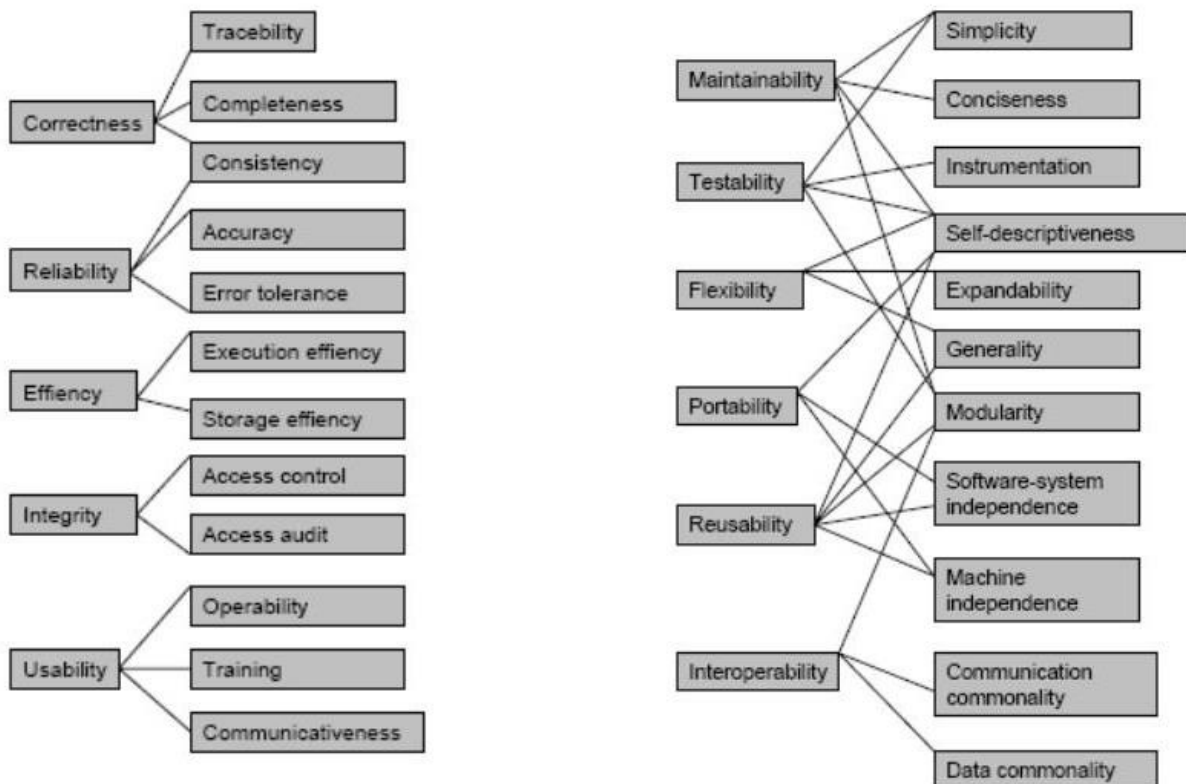 Tracebility
Completeness
Correctness
Consistency
Accuracy
Reliability
Error tolerance
Execution effiency
Effiency
Storage effiency
Access control
Integrity
Access audit
Operability
Usability
Training
Communicativeness
Simplicity
Maintainability
Conciseness
Instrumentation
Testability
Self-descriptiveness
Flexibility
Expandability
Generality
Portability
Modularity
Software-system
independence
Reusability
Machine
independence
Interoperability
Communication
commonality
Data commonality